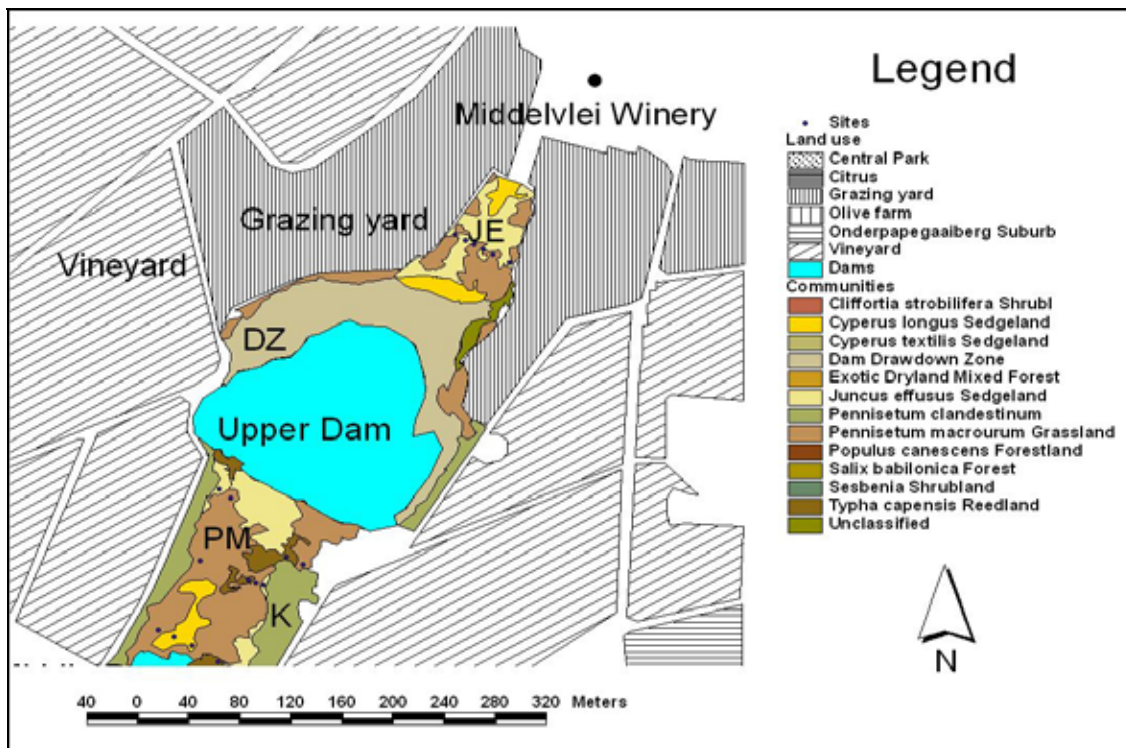 Middelvlei Winery
Grazing yard
JE
Vineyard
DZ
Upper Dam
PM
K
40 0 40 80 120 160 200 240 280 320 Meters
Legend
Sites
Land use
Central Park
Citrus
Grazing yard
Olive farm
Onderpapegaaiberg Suburb
Vineyard
Dams
Communities
Cliffortia strobilifera Shrubl
Cyperus longus Sedgeland
Cyperus textilis Sedgeland
Dam Drawdown Zone
Exotic Dryland Mixed Forest
Juncus effusus Sedgeland
Pennisetum clandestinum
Pennisetum macrourum Grassland
Populus canescens Forestland
Salix babilonica Forest
Sesbenia Shrubland
Typha capensis Reedland
Unclassified
N